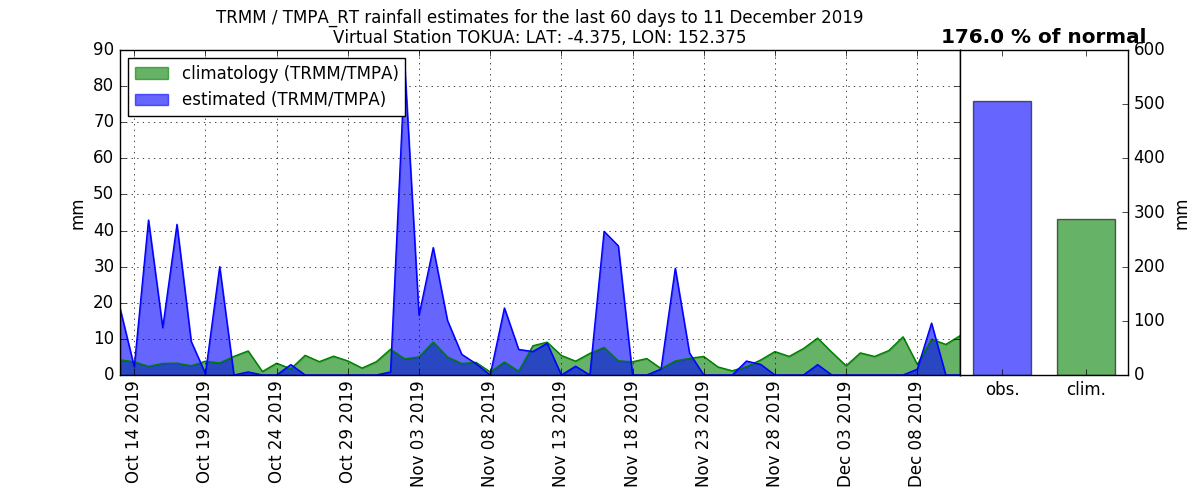 TRMM / TMPA_RT rainfall estimates for the last 60 days to 11 December 2019
Virtual Station TOKUA: LAT: -4.375, LON: 152.375
176.0 % of normal
climatology (TRMM/TMPA)
estimated (TRMM/TMPA)
mm
90
80
70
60
50
40
30
20
10
0
Oct 14 2019
Oct 19 2019
Oct 24 2019
Oct 29 2019
Nov 03 2019
Nov 08 2019
Nov 13 2019
Nov 18 2019
Nov 23 2019
Nov 28 2019
Dec 03 2019
Dec 08 2019
obs.
clim.
600
500
400
300
200
100
0
mm